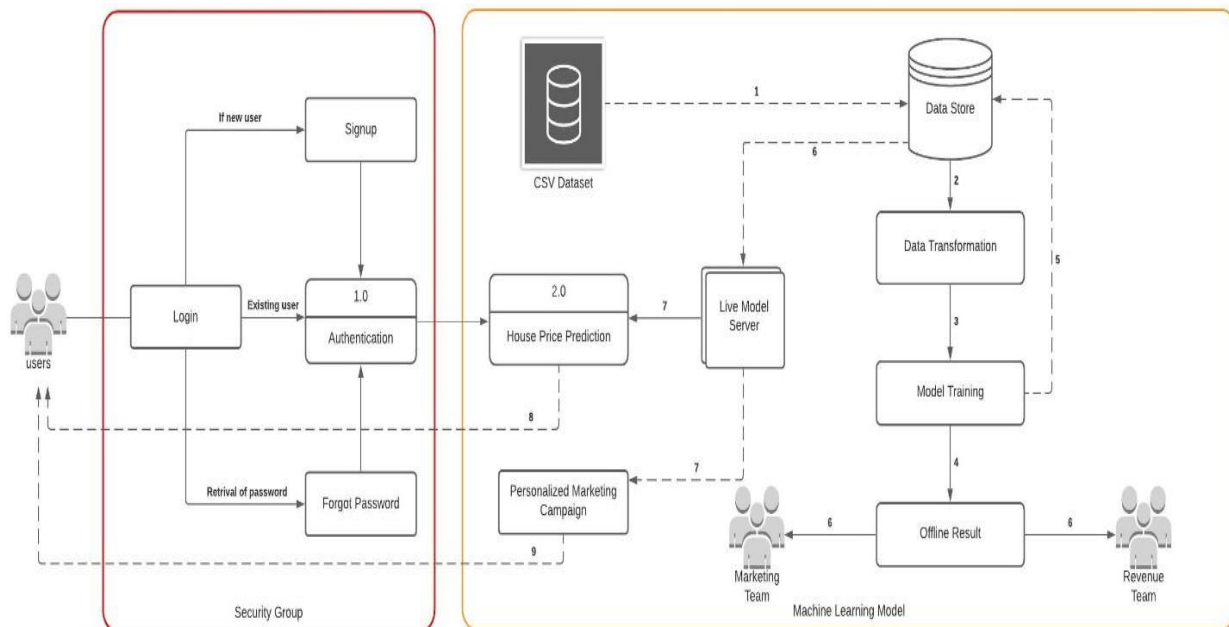 If new user
Signup
1
Data Store
6
CSV Dataset
2
Data Transformation
5
users
Login
Existing user
1.0
Authentication
2.0
House Price Prediction
7
Live Model
Server
3
Model Training
8
4
Retrival of password
Forgot Password
7
Personalized Marketing
Campaign
9
6
Offline Result
6
Marketing
Team
Revenue
Team
Security Group
Machine Learning Model